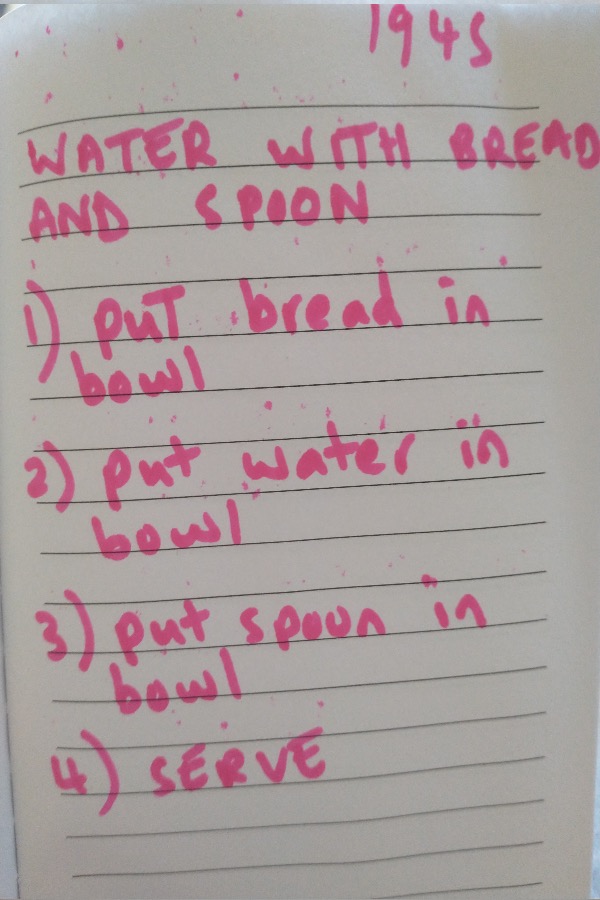 1945
WATER WITH BREAD
AND SPOON
1) puT bread in
bowl
2) put water in
bowl
3) put spoon in
bowl
4) SERVE